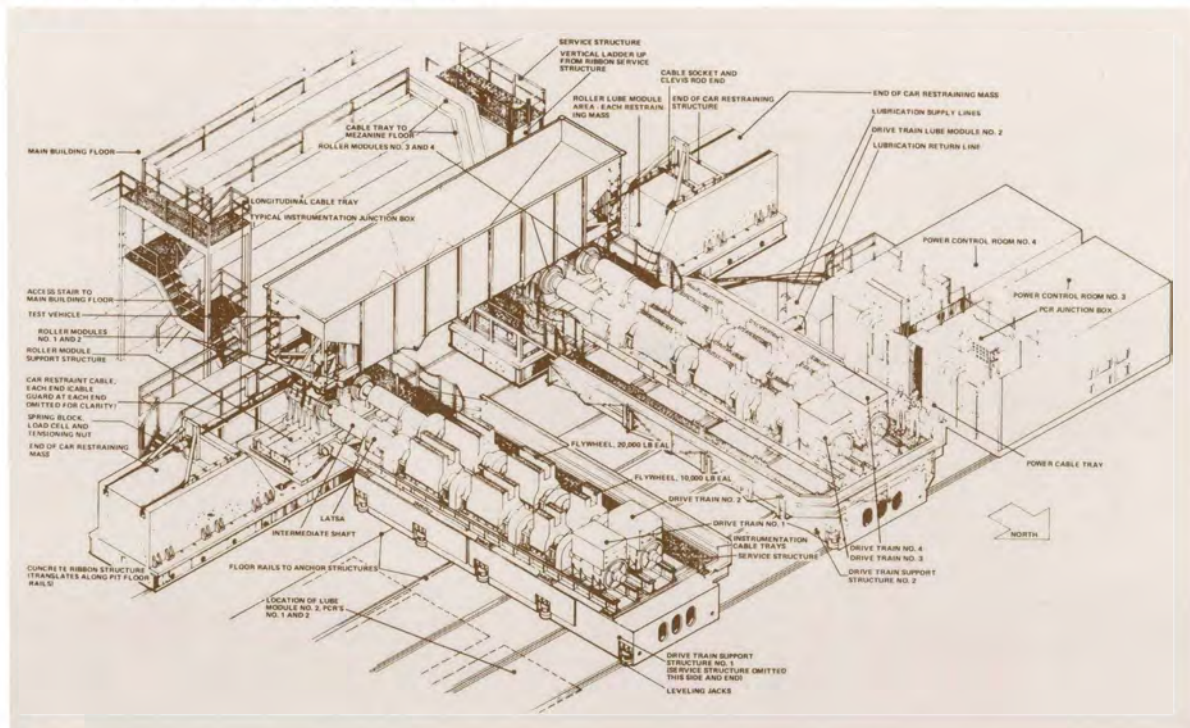 SERVICE STRUCTURE
VERTICAL LADDER UP
FROM RIBBON SERVICE
STRUCTURE
CABLE SOCKET AND
CLEVIS ROD END
ROLLER LUBE MODULE
AREA - EACH RESTRAIN-
ING MASS
END OF CAR RESTRAINING
STRUCTURE
END OF CAR RESTRAINING MASS
LUBRICATION SUPPLY LINES
DRIVE TRAIN LUBE MODULE NO. 2
LUBRICATION RETURN LINE
CABLE TRAY TO
MEZANINE FLOOR
ROLLER MODULES NO. 3 AND 4
MAIN BUILDING FLOOR
LONGITUDINAL CABLE TRAY
TYPICAL INSTRUMENTATION JUNCTION BOX
POWER CONTROL ROOM NO. 4
POWER CONTROL ROOM NO. 3
PCR JUNCTION BOX
ACCESS STAIR TO
MAIN BUILDING FLOOR
TEST VEHICLE
ROLLER MODULES
NO. 1 AND 2
ROLLER MODULE
SUPPORT STRUCTURE
CAR RESTRAINT CABLE,
EACH END (CABLE
GUARD AT EACH END
OMITTED FOR CLARITY)
SPRING BLOCK,
LOAD CELL AND
TENSIONING NUT
END OF CAR RESTRAINING
MASS
FLYWHEEL, 20,000 LB EAL
FLYWHEEL, 10,000 LB EAL
DRIVE TRAIN NO. 2
DRIVE TRAIN NO. 1
INSTRUMENTATION
CABLE TRAYS
SERVICE STRUCTURE
POWER CABLE TRAY
NORTH
DRIVE TRAIN NO. 4
DRIVE TRAIN NO. 3
DRIVE TRAIN SUPPORT
STRUCTURE NO. 2
LATSA
INTERMEDIATE SHAFT
FLOOR RAILS TO ANCHOR STRUCTURES
CONCRETE RIBBON STRUCTURE
(TRANSLATES ALONG PIT FLOOR
RAILS)
LOCATION OF LUBE
MODULE NO. 2, PCR'S
NO. 1 AND 2
DRIVE TRAIN SUPPORT
STRUCTURE NO. 1
(SERVICE STRUCTURE OMITTED
THIS SIDE AND END)
LEVELING JACKS